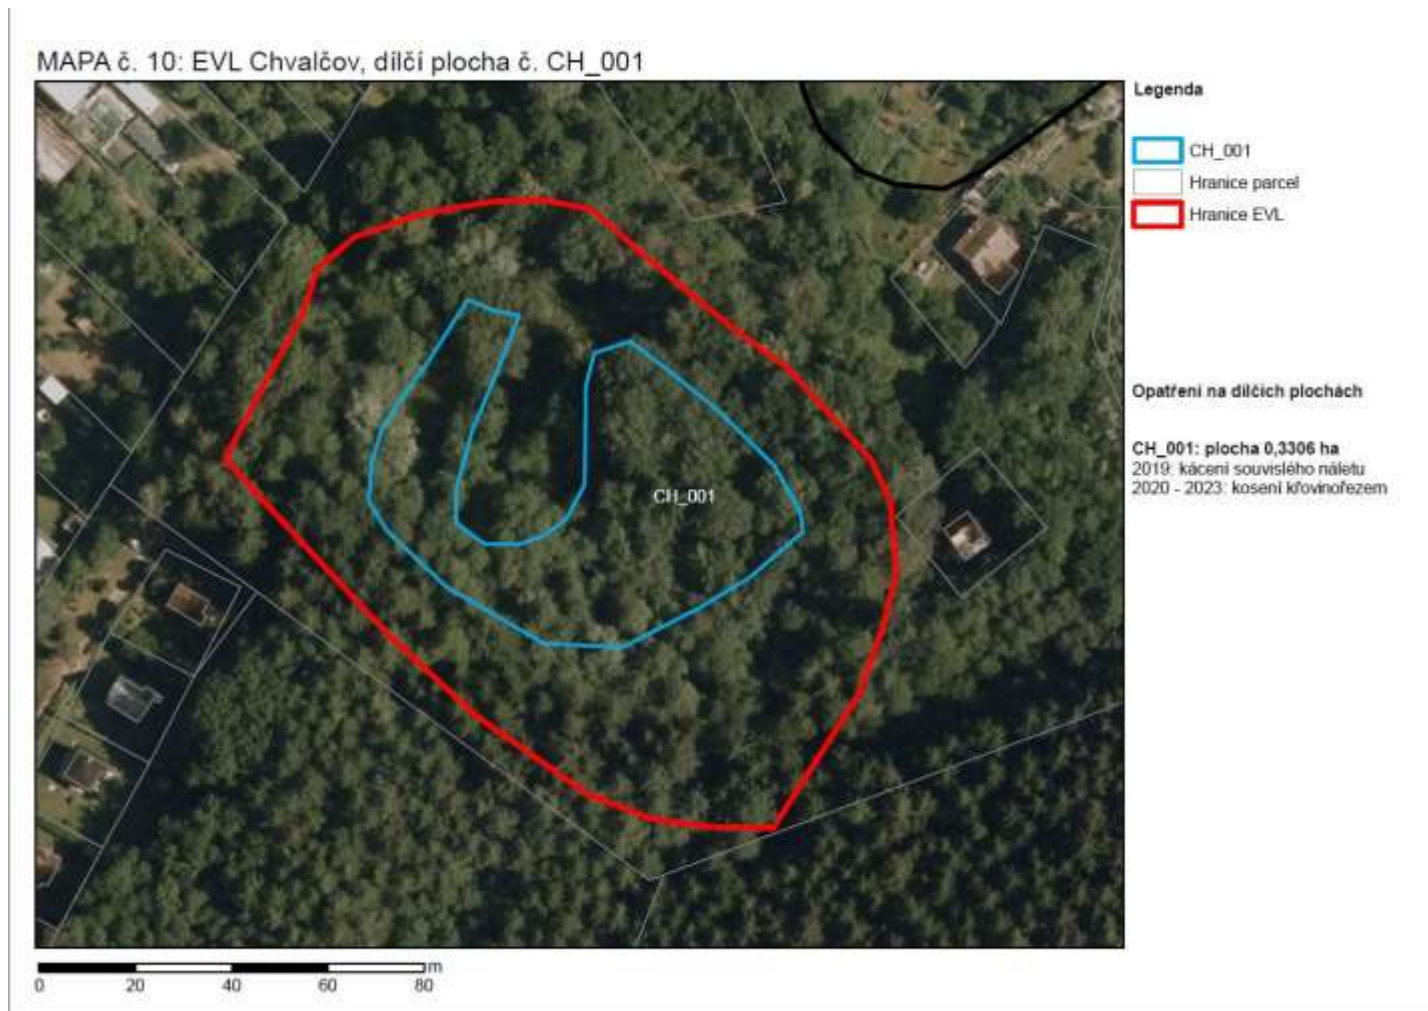 MAPA č. 10: EVL Chvalčov, dílčí plocha č. CH_001
Legenda
CH_001
Hranice parcel
Hranice EVL
Opatření na dílčích plochách
CH_001: plocha 0,3306 ha
2019: kácení souvislého náletu
2020 - 2023: kosení křovinořezem
CH_001
m
0 20 40 60 80